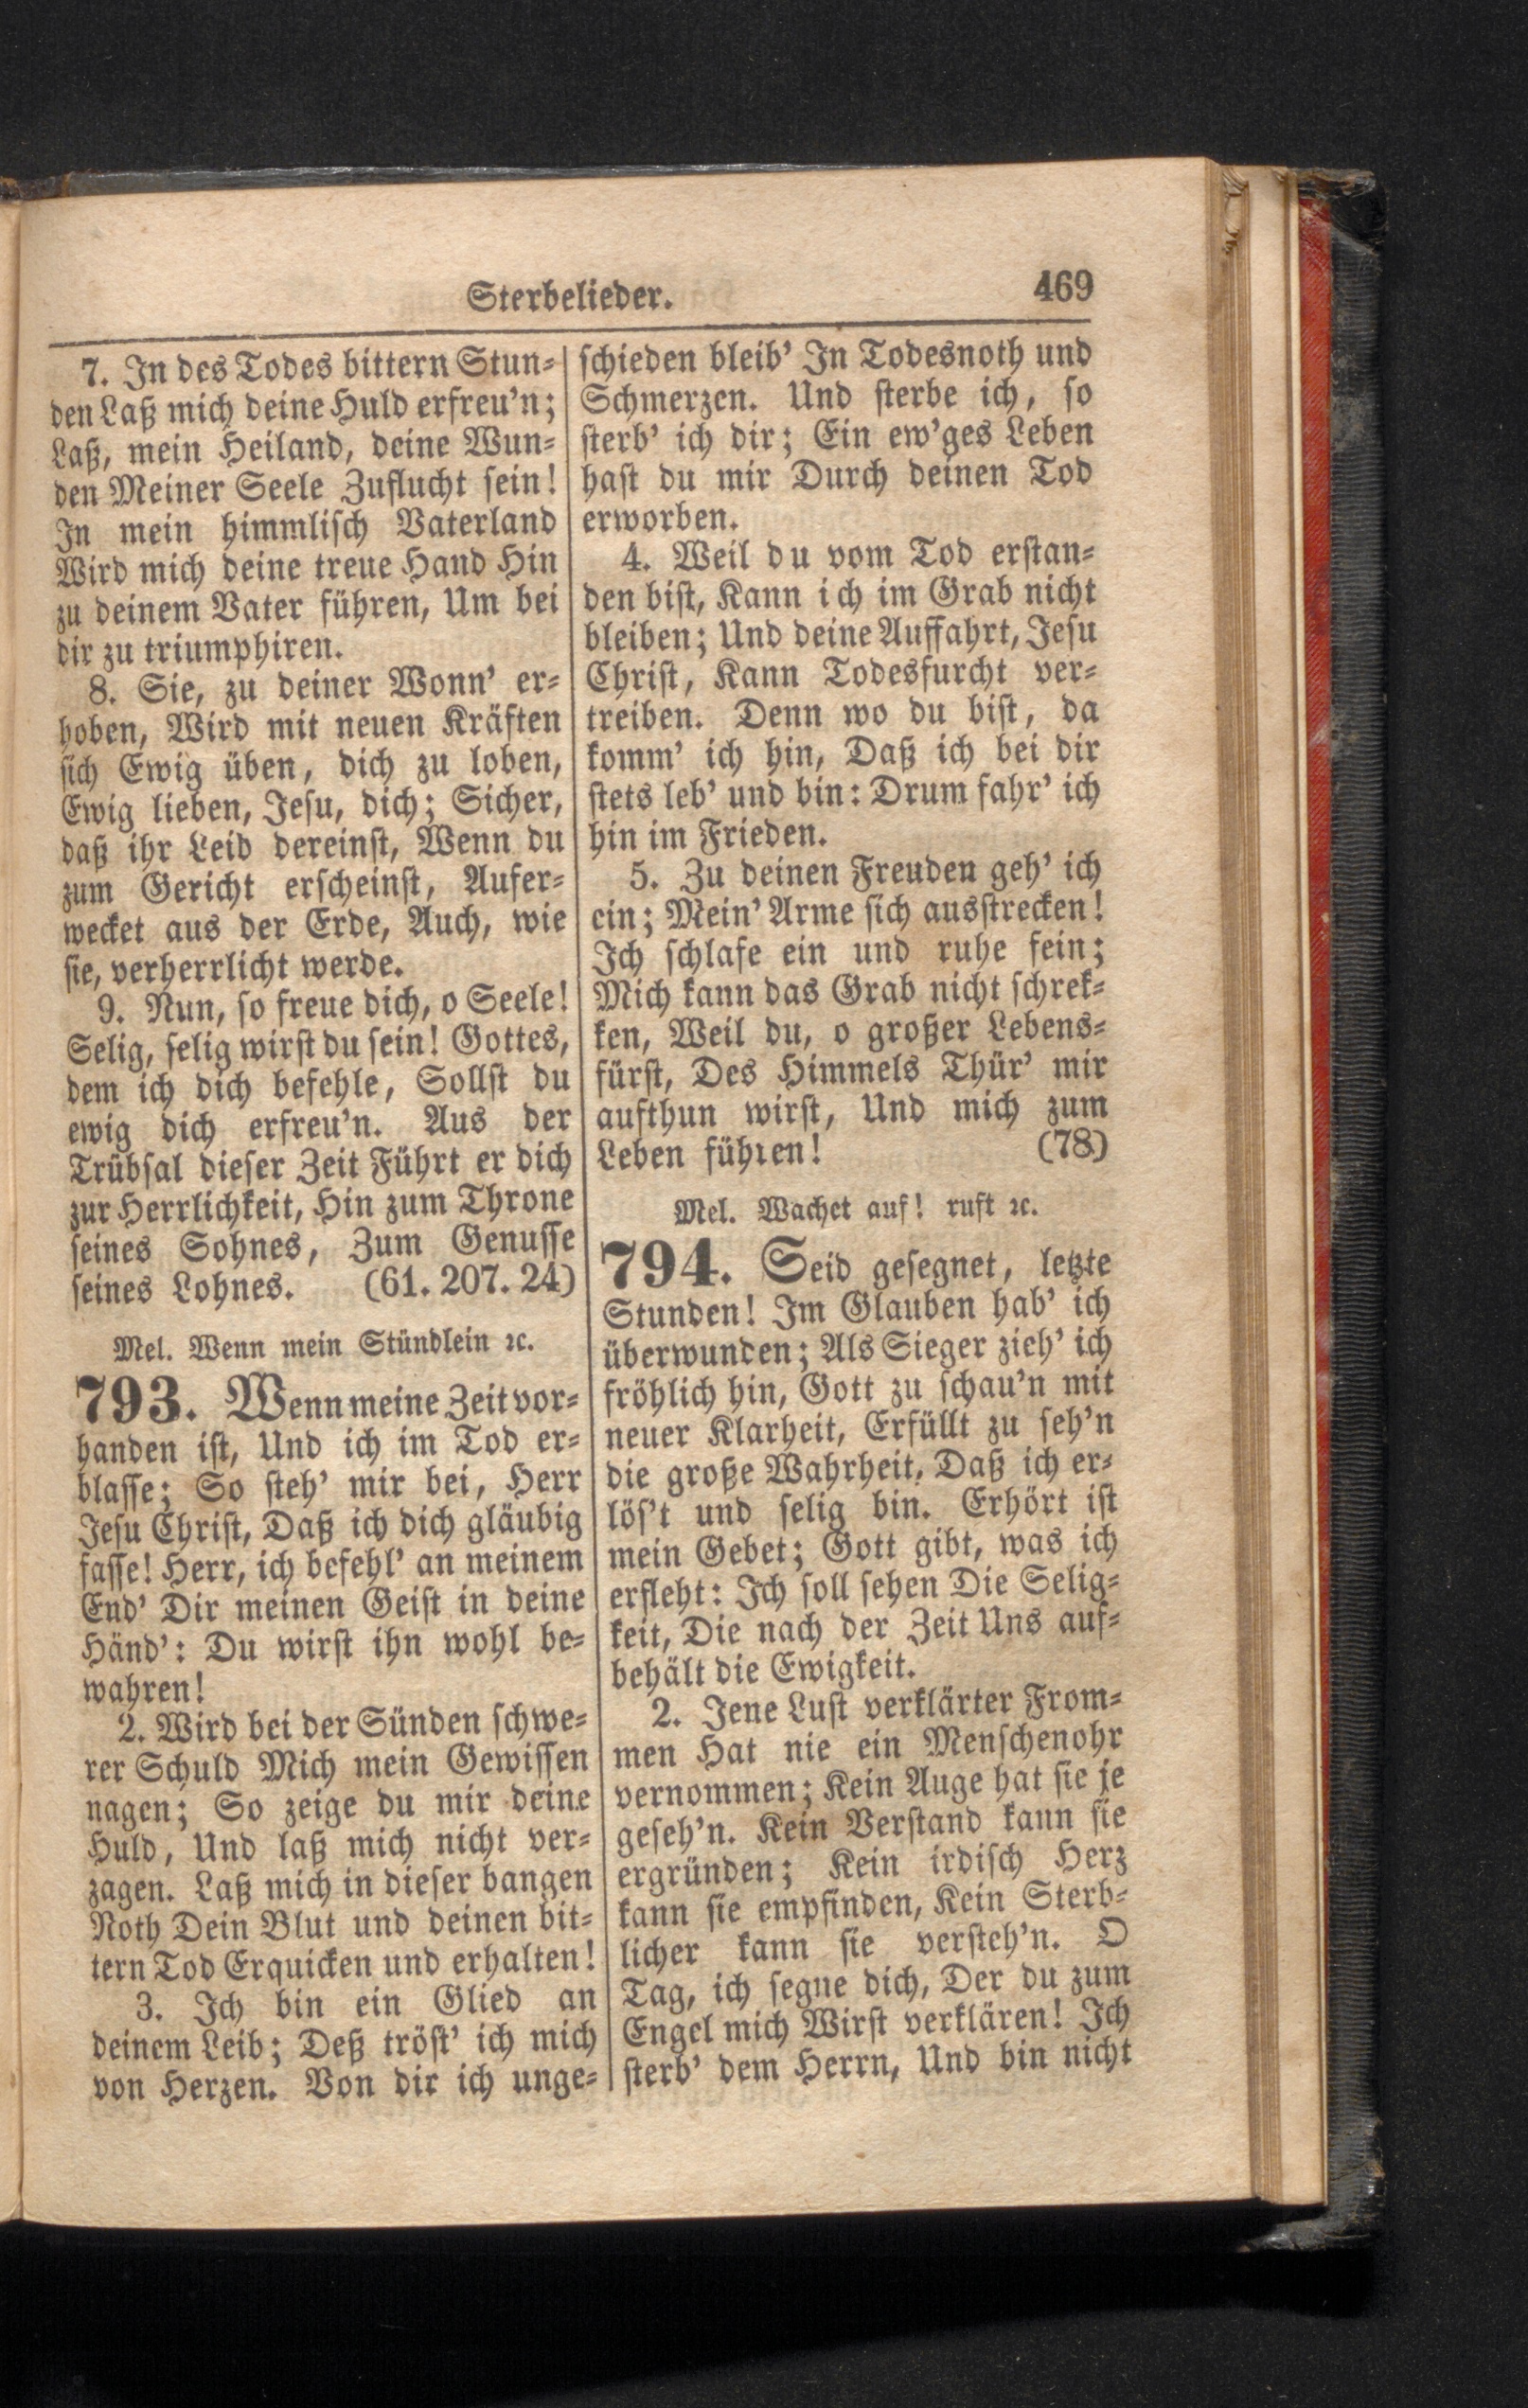 Sterbelieder. 469
7. In des Todes bittern Stun-
den Laß mich deine Huld erfreu'n;
Laß, mein Heiland, deine Wun-
den Meiner Seele Zuflucht sein!
In mein himmlisch Vaterland
Wird mich deine treue Hand Hin
zu deinem Vater führen, Um bei
dir zu triumphiren.
8. Sie, zu deiner Wonn' er-
hoben, Wird mit neuen Kräften
sich Ewig üben, dich zu loben,
Ewig lieben, Jesu, dich; Sicher,
daß ihr Leib dereinst, Wenn du
zum Gericht erscheinst, Aufer-
wecket aus der Erde, Auch, wie
sie, verherrlicht werde.
9. Nun, so freue dich, o Seele!
Selig, selig wirst du sein! Gottes,
dem ich dich befehle, Sollst du
ewig dich erfreu'n. Aus der
Trübsal dieser Zeit Führt er dich
zur Herrlichkeit, Hin zum Throne
seines Sohnes, Zum Genusse
seines Lohnes. (61. 207. 24)
Mel. Wenn mein Stündlein ꝛc.
793. Wenn meine Zeit vor-
handen ist, Und ich im Tod er-
blasse; So steh' mir bei, Herr
Jesu Christ, Daß ich dich gläubig
fasse! Herr, ich befehl' an meinem
End' Dir meinen Geist in deine
Händ': Du wirst ihn wohl be-
wahren!
2. Wird bei der Sünden schwe-
rer Schuld Mich mein Gewissen
nagen; So zeige du mir deine
Huld, Und laß mich nicht ver-
zagen. Laß mich in dieser bangen
Noth Dein Blut und deinen bit-
tern Tod Erquicken und erhalten!
3. Ich bin ein Glied an
deinem Leib; Deß tröst' ich mich
von Herzen. Von dir ich unge-
schieden bleib' In Todesnoth und
Schmerzen. Und sterbe ich, so
sterb' ich dir; Ein ew'ges Leben
hast du mir Durch deinen Tod
erworben.
4. Weil du vom Tod erstan-
den bist, Kann ich im Grab nicht
bleiben; Und deine Auffahrt, Jesu
Christ, Kann Todesfurcht ver-
treiben. Denn wo du bist, da
komm' ich hin, Daß ich bei dir
stets leb' und bin: Drum fahr' ich
hin im Frieden.
5. Zu deinen Freuden geh' ich
ein; Mein' Arme sich ausstrecken!
Ich schlafe ein und ruhe fein;
Mich kann das Grab nicht schrek-
ken, Weil du, o großer Lebens-
fürst, Des Himmels Thür' mir
aufthun wirst, Und mich zum
Leben führen! (78)
Mel. Wachet auf! ruft ꝛc.
794. Seid gesegnet, letzte
Stunden! Im Glauben hab' ich
überwunden; Als Sieger zieh' ich
fröhlich hin, Gott zu schau'n mit
neuer Klarheit, Erfüllt zu seh'n
die große Wahrheit, Daß ich er-
lös't und selig bin. Erhört ist
mein Gebet; Gott gibt, was ich
erfleht: Ich soll sehen Die Selig-
keit, Die nach der Zeit Uns auf-
behält die Ewigkeit.
2. Jene Lust verklärter From-
men Hat nie ein Menschenohr
vernommen; Kein Auge hat sie je
geseh'n. Kein Verstand kann sie
ergründen; Kein irdisch Herz
kann sie empfinden, Kein Sterb-
licher kann sie versteh'n. O
Tag, ich segne dich, Der du zum
Engel mich Wirst verklären! Ich
sterb' dem Herrn, Und bin nicht